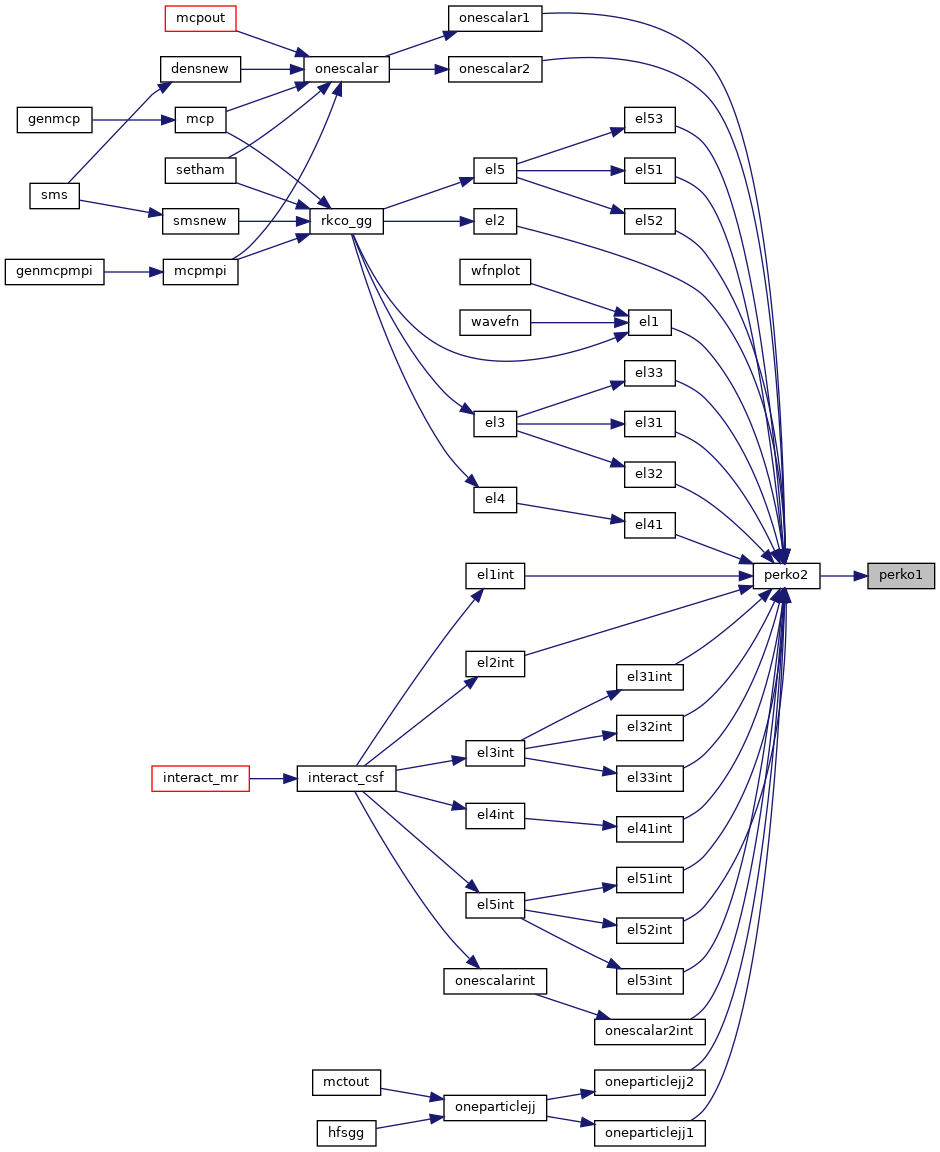 mcpout
onescalar1
densnew
onescalar
onescalar2
genmcp
mcp
el53
setham
el5
el51
sms
smsnew
rkco_gg
el2
el52
genmcpmpi
mcpmpi
wfnplot
wavefn
el1
el33
el3
el31
el32
el4
el41
el1int
perko2
perko1
el2int
el31int
el32int
el3int
interact_mr
interact_csf
el33int
el4int
el41int
el51int
el5int
el52int
onescalarint
el53int
onescalar2int
mctout
oneparticlejj2
oneparticlejj
hfsgg
oneparticlejj1